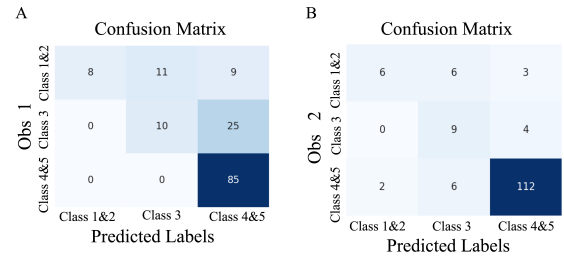 A
Confusion Matrix
Obs 1
Class 1&2
8 11 9
Class 3
0 10 25
Class 4&5
0 0 85
Class 1&2 Class 3 Class 4&5
Predicted Labels
B
Confusion Matrix
Obs 2
Class 1&2
6 6 3
Class 3
0 9 4
Class 4&5
2 6 112
Class 1&2 Class 3 Class 4&5
Predicted Labels